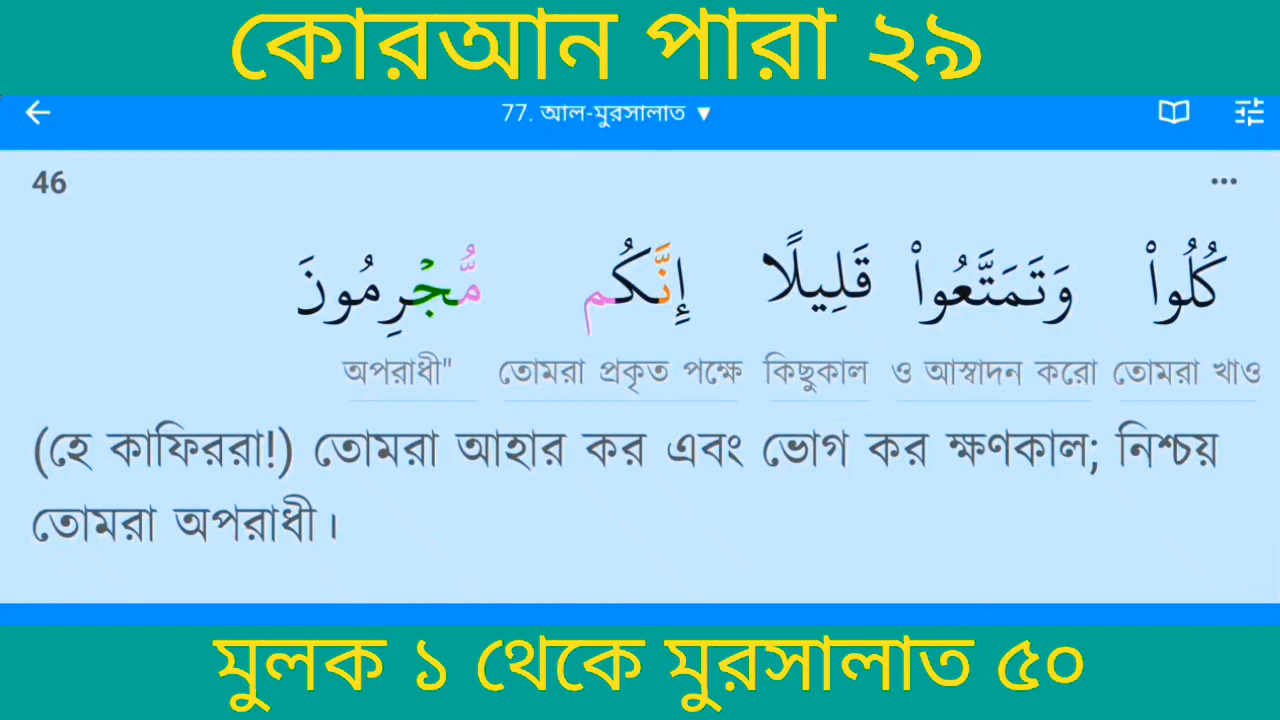 কোরআন পারা ২৯
77. আল-মুরসালাত ▼
46
كُلُوا۟ وَتَمَتَّعُوا۟ قَلِيلًا إِنَّكُم مُّجْرِمُونَ
তোমরা খাও ও আস্বাদন করো কিছুকাল তোমরা প্রকৃত পক্ষে অপরাধী"
(হে কাফিররা!) তোমরা আহার কর এবং ভোগ কর ক্ষণকাল; নিশ্চয়
তোমরা অপরাধী।
মুলক ১ থেকে মুরসালাত ৫০